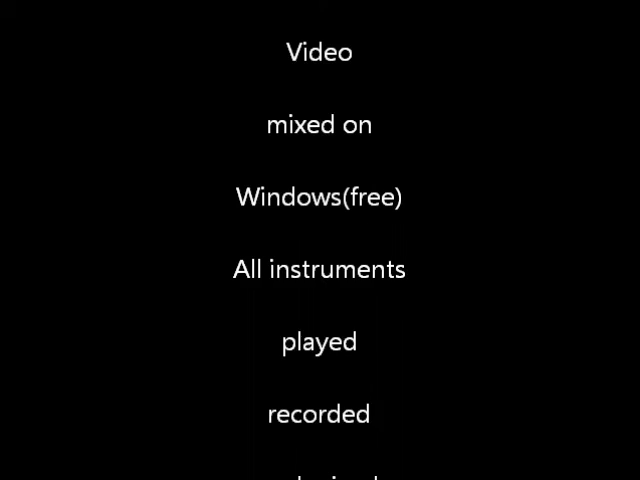 Video
mixed on
Windows(free)
All instruments
played
recorded